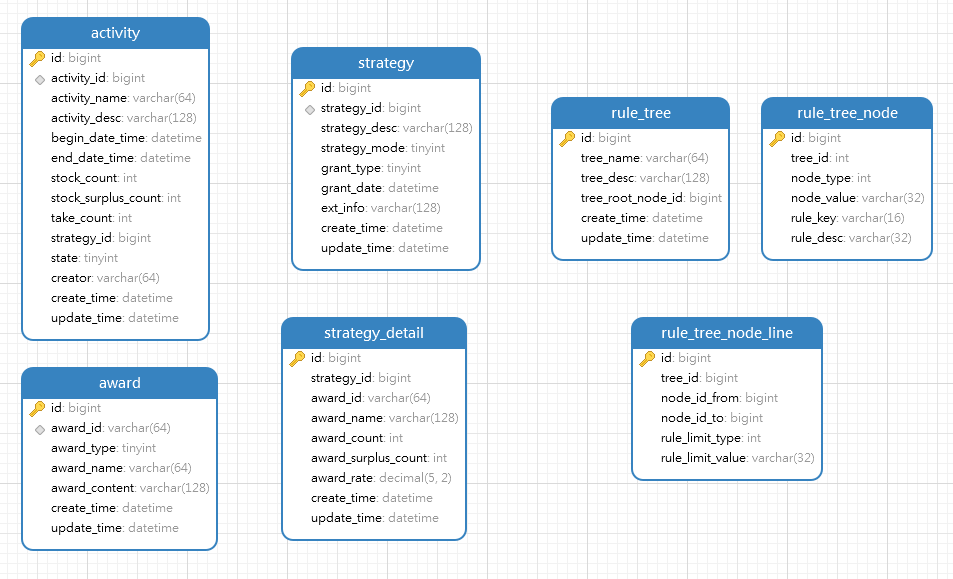 activity
id: bigint
activity_id: bigint
activity_name: varchar(64)
activity_desc: varchar(128)
begin_date_time: datetime
end_date_time: datetime
stock_count: int
stock_surplus_count: int
take_count: int
strategy_id: bigint
state: tinyint
creator: varchar(64)
create_time: datetime
update_time: datetime
strategy
id: bigint
strategy_id: bigint
strategy_desc: varchar(128)
strategy_mode: tinyint
grant_type: tinyint
grant_date: datetime
ext_info: varchar(128)
create_time: datetime
update_time: datetime
rule_tree
id: bigint
tree_name: varchar(64)
tree_desc: varchar(128)
tree_root_node_id: bigint
create_time: datetime
update_time: datetime
rule_tree_node
id: bigint
tree_id: int
node_type: int
node_value: varchar(32)
rule_key: varchar(16)
rule_desc: varchar(32)
award
id: bigint
award_id: varchar(64)
award_type: tinyint
award_name: varchar(64)
award_content: varchar(128)
create_time: datetime
update_time: datetime
strategy_detail
id: bigint
strategy_id: bigint
award_id: varchar(64)
award_name: varchar(128)
award_count: int
award_surplus_count: int
award_rate: decimal(5, 2)
create_time: datetime
update_time: datetime
rule_tree_node_line
id: bigint
tree_id: bigint
node_id_from: bigint
node_id_to: bigint
rule_limit_type: int
rule_limit_value: varchar(32)